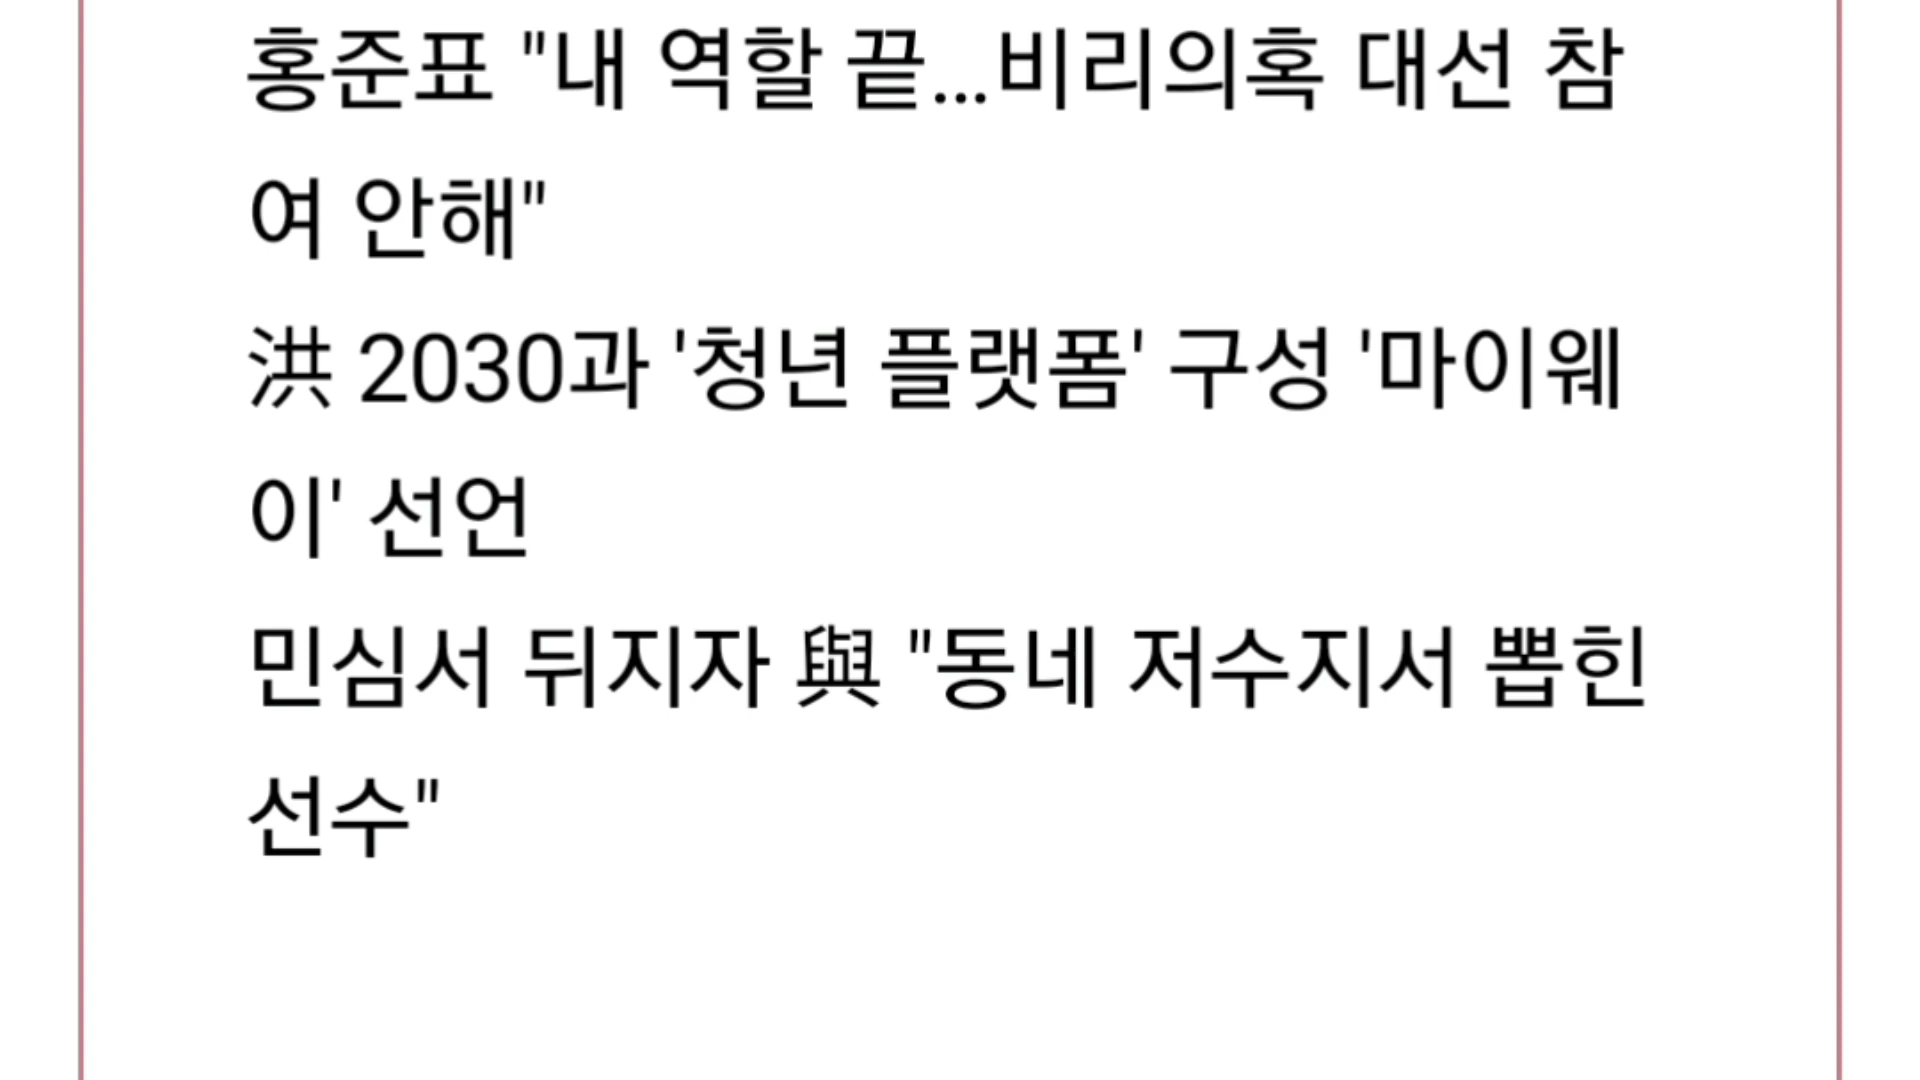 홍준표 "내 역할 끝...비리의혹 대선 참
여 안해"
洪 2030과 '청년 플랫폼' 구성 '마이웨
이' 선언
민심서 뒤지자 與 "동네 저수지서 뽑힌
선수"